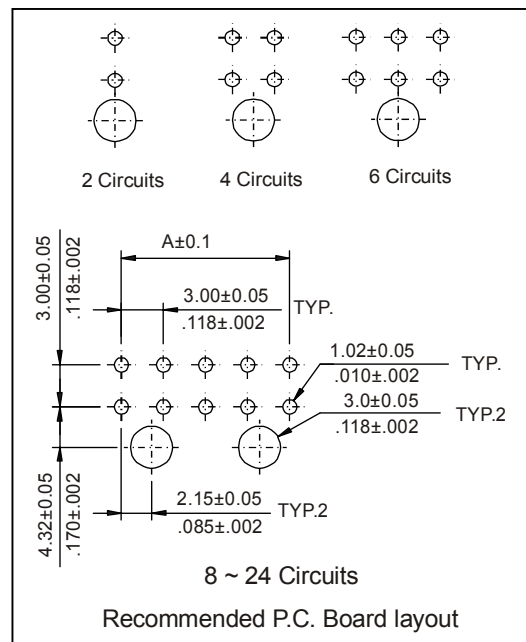 2 Circuits
4 Circuits
6 Circuits
A±0.1
3.00±0.05
.118±.002
3.00±0.05
.118±.002
TYP.
1.02±0.05
.010±.002
TYP.
3.0±0.05
.118±.002
TYP.2
4.32±0.05
.170±.002
2.15±0.05
.085±.002
TYP.2
8 ~ 24 Circuits
Recommended P.C. Board layout